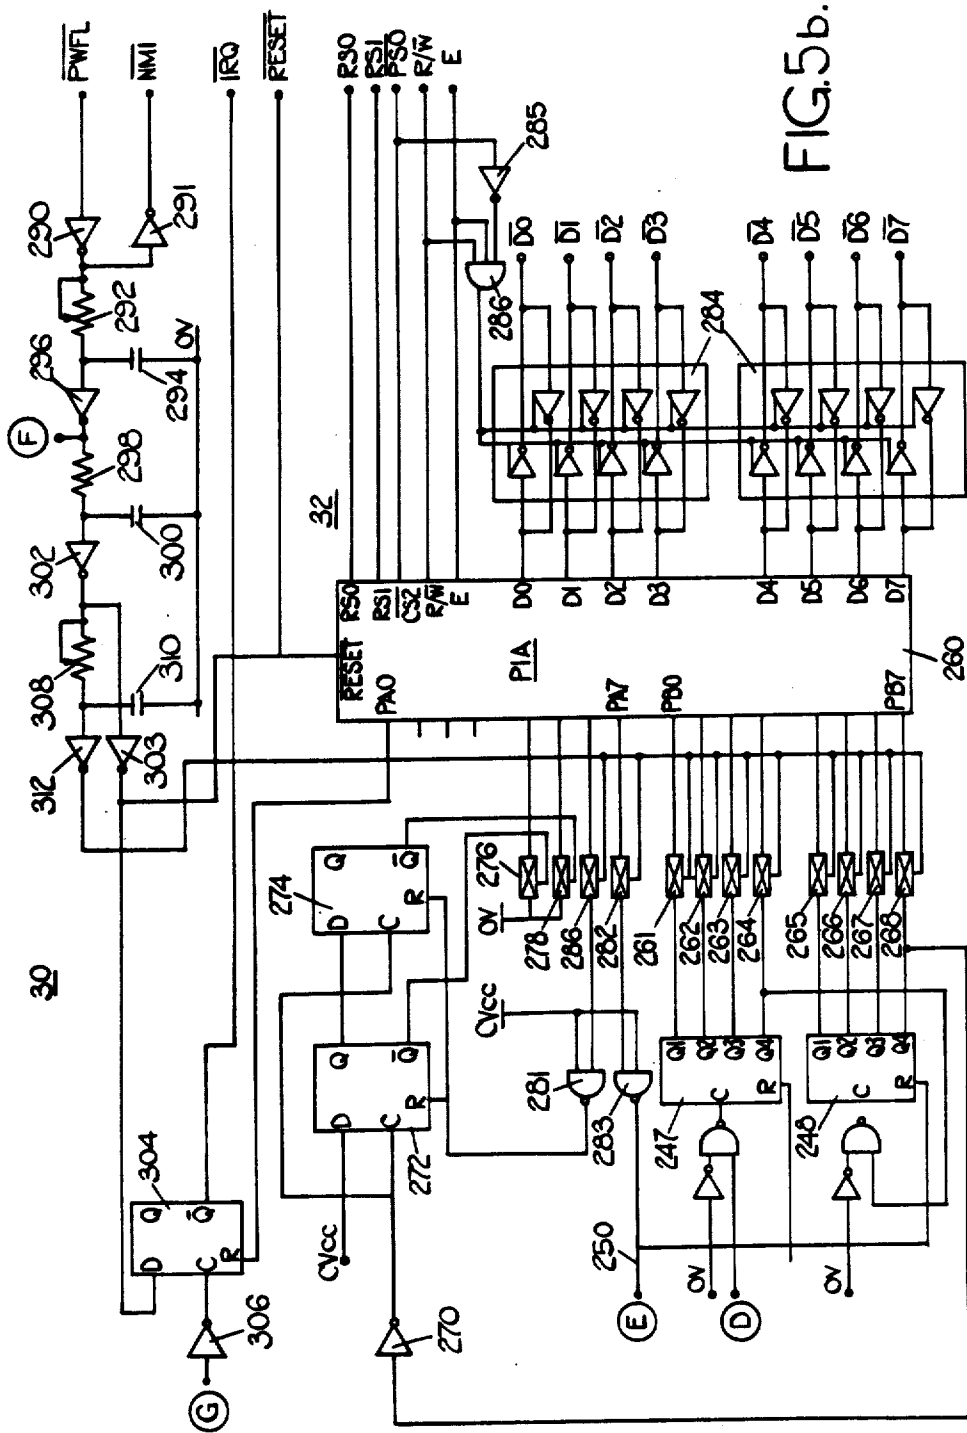 FIG.5b.
30
32
PWFL
NMI
IRQ
RESET
RS0
RS1
PS0
R/W
E
290
291
292
294
296
F
298
300
302
303
308
310
312
0V
285
286
284
D0
D1
D2
D3
D4
D5
D6
D7
RESET
RS0
RS1
CS2
R/W
E
D0
D1
D2
D3
D4
D5
D6
D7
PIA
PA0
PA7
PB0
PB7
260
304
D
Q
C
Q
R
306
G
274
D
Q
C
Q
R
272
D
Q
C
Q
R
CVcc
270
276
0V
278
286
282
261
262
263
264
265
266
267
268
CVcc
281
283
247
C
Q1
Q2
Q3
Q4
R
248
C
Q1
Q2
Q3
Q4
R
250
E
0V
D
0V